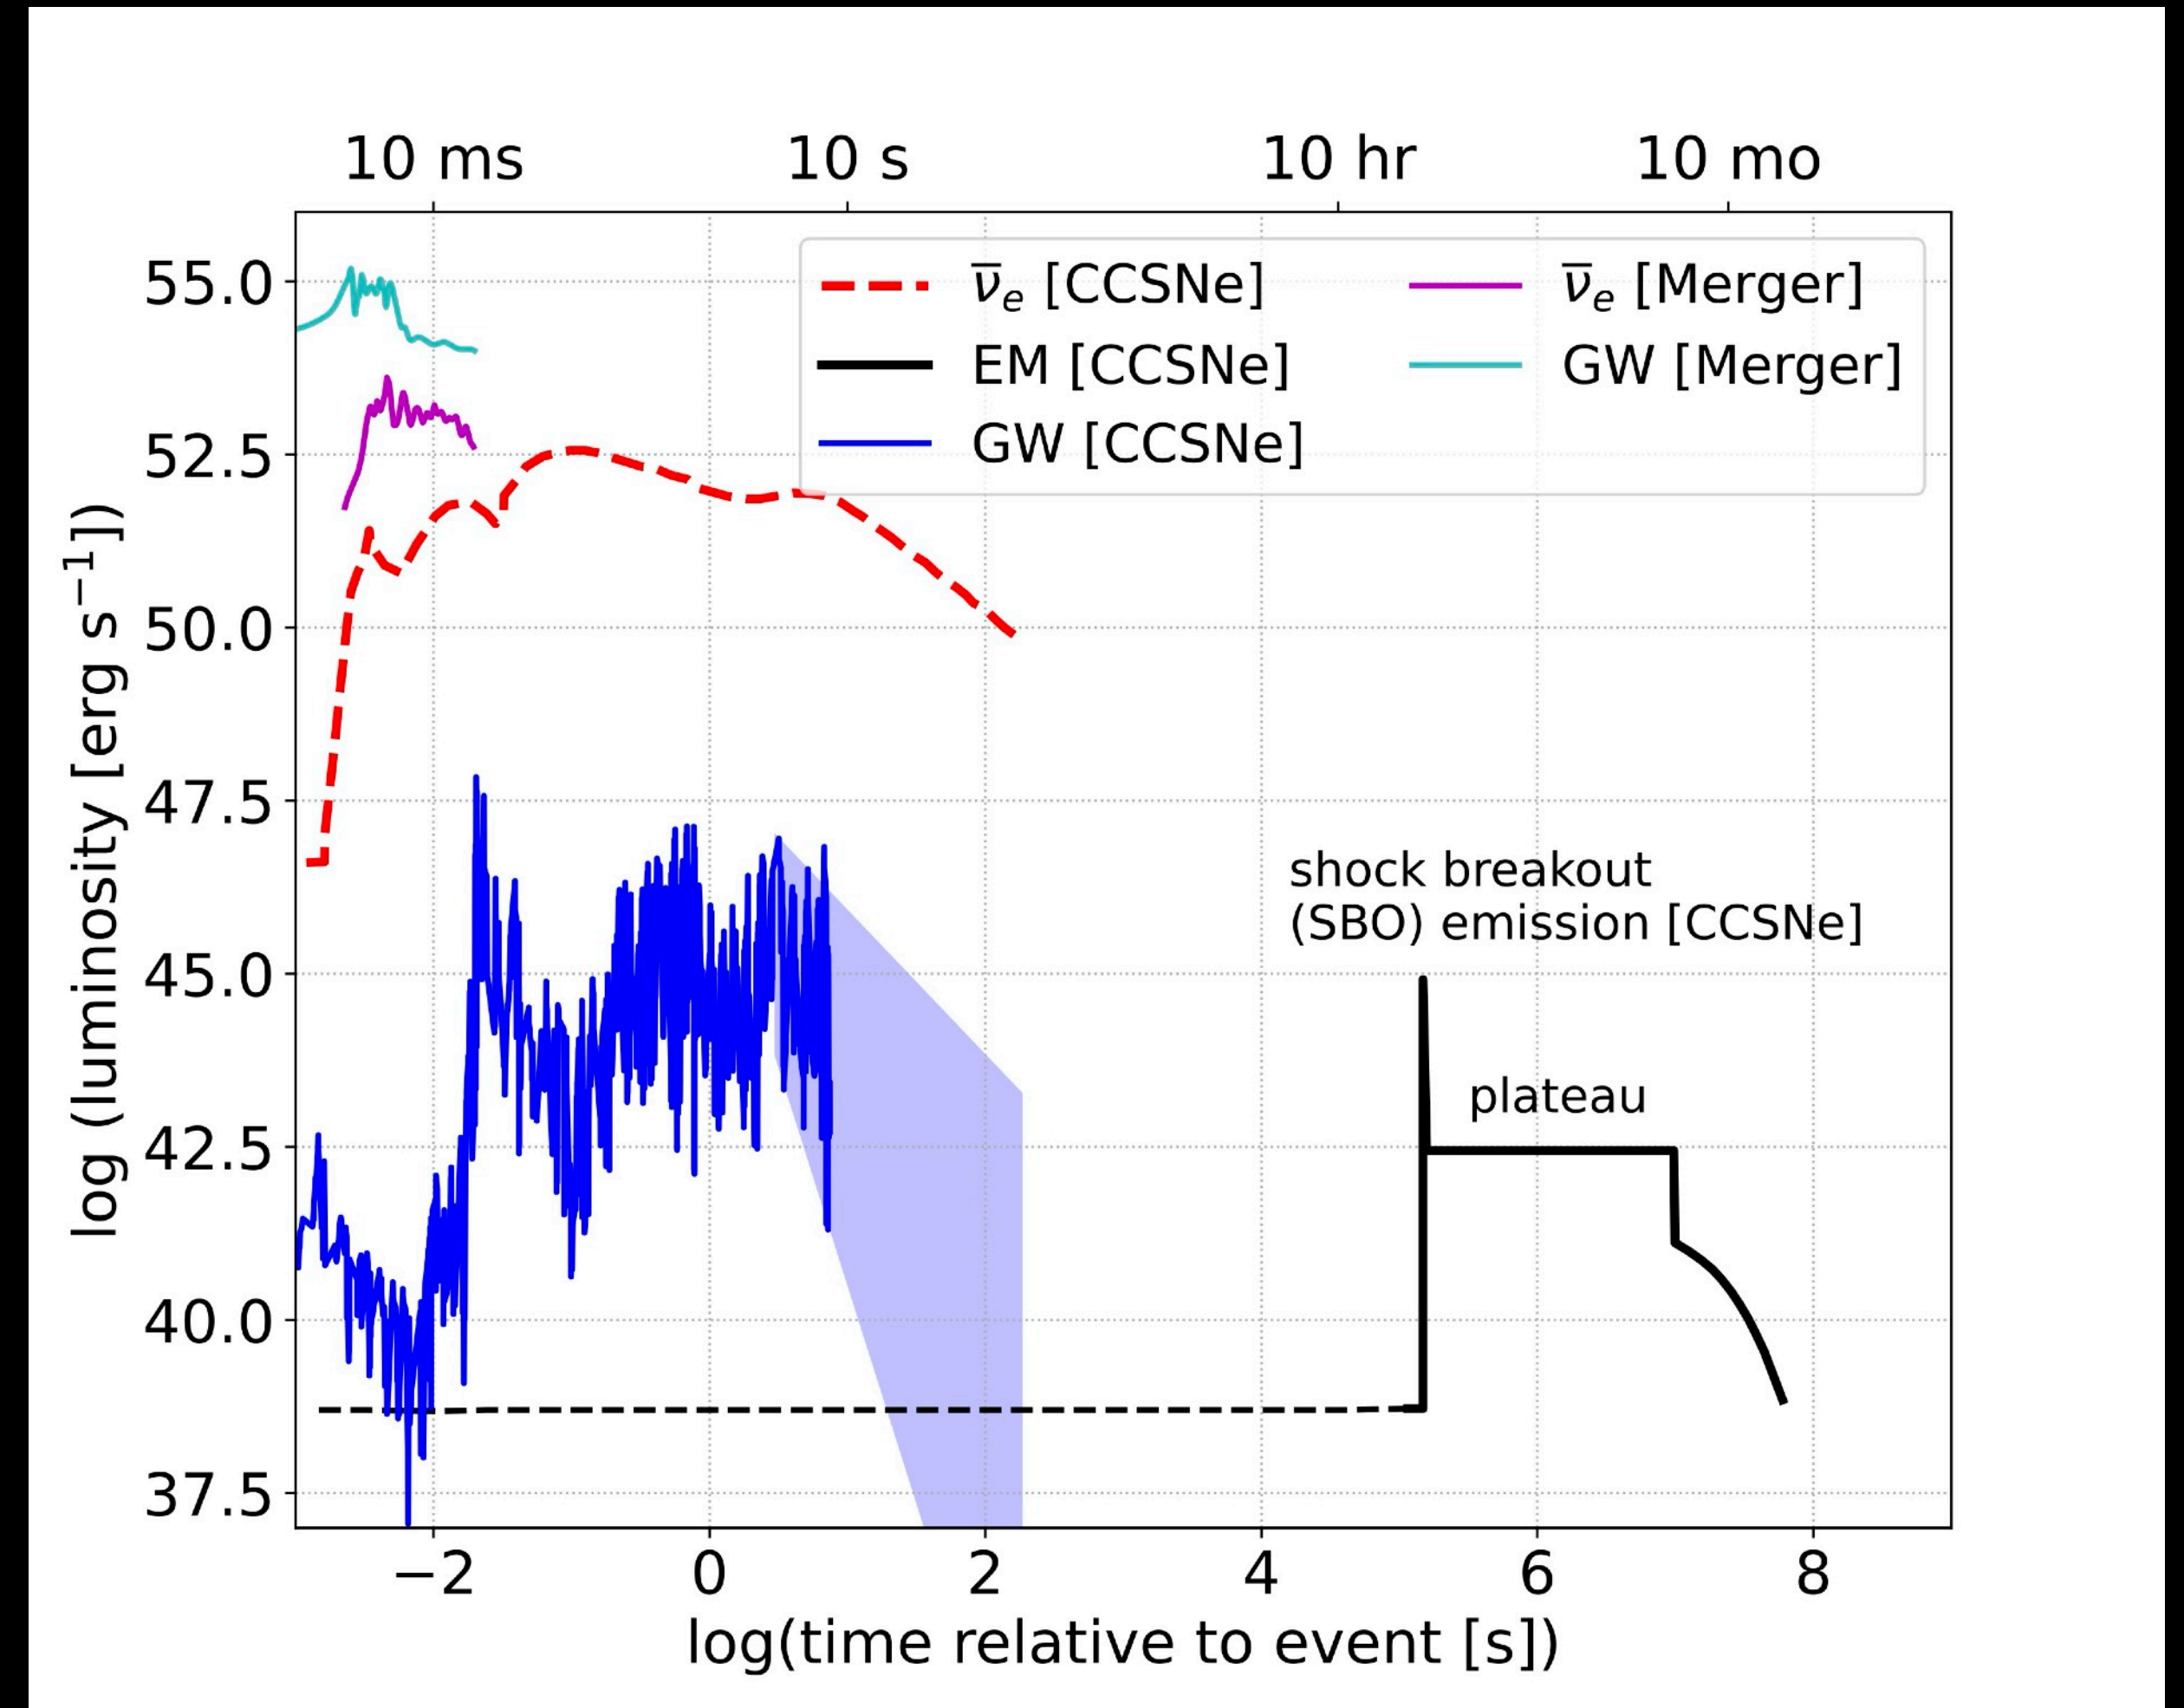 10 ms 10 s 10 hr 10 mo
ν̅ₑ [CCSNe] ν̅ₑ [Merger]
EM [CCSNe] GW [Merger]
GW [CCSNe]
55.0
52.5
50.0
47.5
45.0
42.5
40.0
37.5
log (luminosity [erg s⁻¹])
shock breakout
(SBO) emission [CCSNe]
plateau
−2 0 2 4 6 8
log(time relative to event [s])